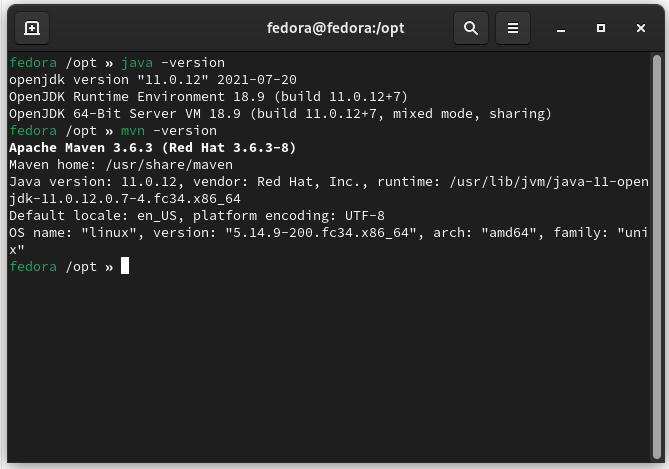 fedora@fedora:/opt
fedora /opt » java -version
openjdk version "11.0.12" 2021-07-20
OpenJDK Runtime Environment 18.9 (build 11.0.12+7)
OpenJDK 64-Bit Server VM 18.9 (build 11.0.12+7, mixed mode, sharing)
fedora /opt » mvn -version
Apache Maven 3.6.3 (Red Hat 3.6.3-8)
Maven home: /usr/share/maven
Java version: 11.0.12, vendor: Red Hat, Inc., runtime: /usr/lib/jvm/java-11-open
jdk-11.0.12.0.7-4.fc34.x86_64
Default locale: en_US, platform encoding: UTF-8
OS name: "linux", version: "5.14.9-200.fc34.x86_64", arch: "amd64", family: "uni
x"
fedora /opt »